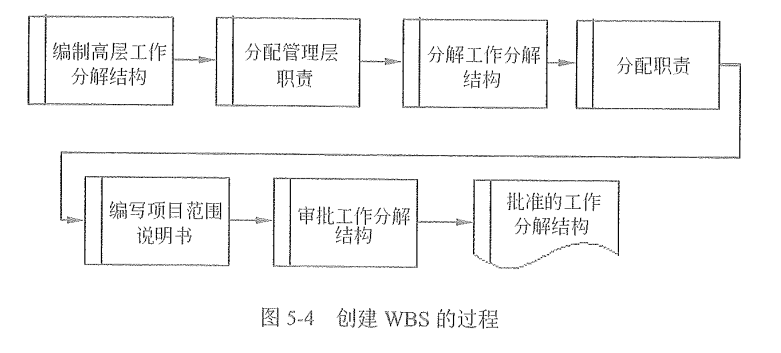 编制高层工作
分解结构
分配管理层
职责
分解工作分解
结构
分配职责
编写项目范围
说明书
审批工作分解
结构
批准的工作
分解结构
图 5-4 创建 WBS 的过程